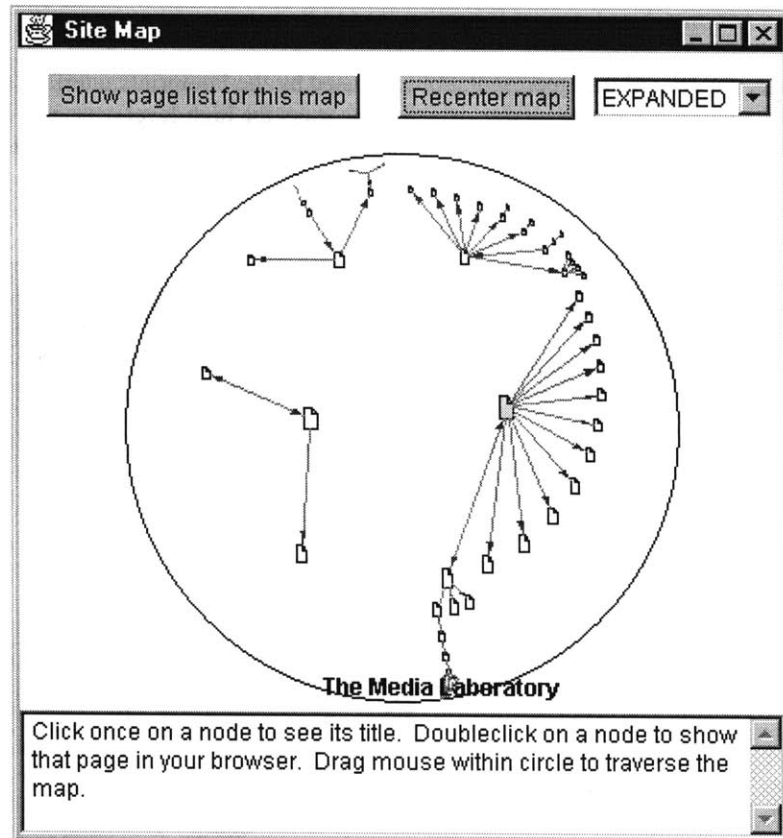 Site Map
Show page list for this map
Recenter map
EXPANDED
The Media Laboratory
Click once on a node to see its title. Doubleclick on a node to show
that page in your browser. Drag mouse within circle to traverse the
map.